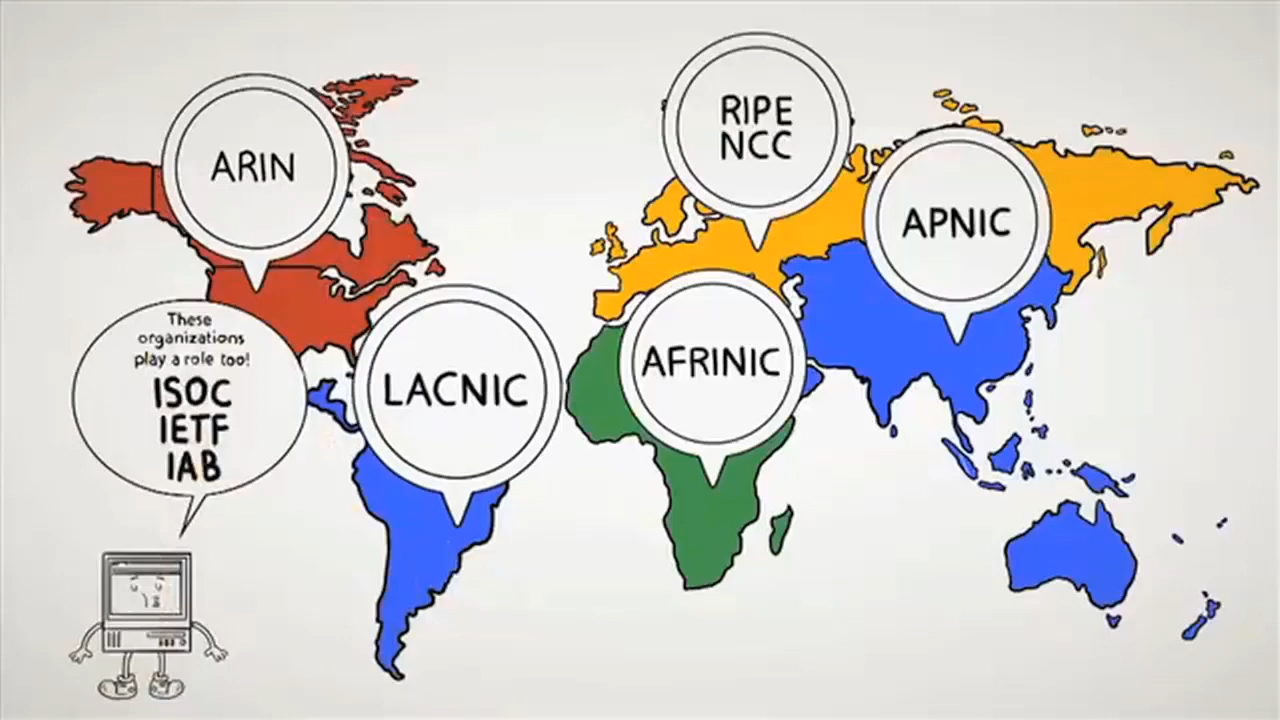 ARIN
RIPE
NCC
APNIC
AFRINIC
LACNIC
These
organizations
play a role too!
ISOC
IETF
IAB